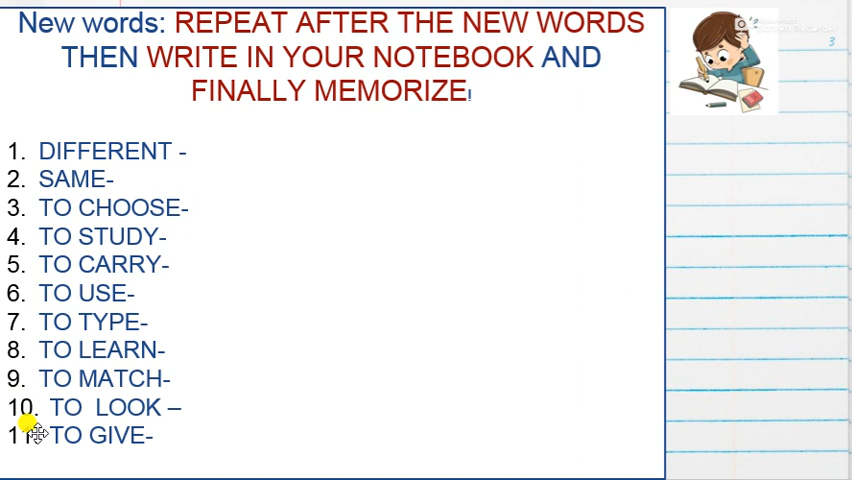 New words: REPEAT AFTER THE NEW WORDS
THEN WRITE IN YOUR NOTEBOOK AND
FINALLY MEMORIZE!
3
1. DIFFERENT -
2. SAME-
3. TO CHOOSE-
4. TO STUDY-
5. TO CARRY-
6. TO USE-
7. TO TYPE-
8. TO LEARN-
9. TO MATCH-
10. TO LOOK –
11. TO GIVE-